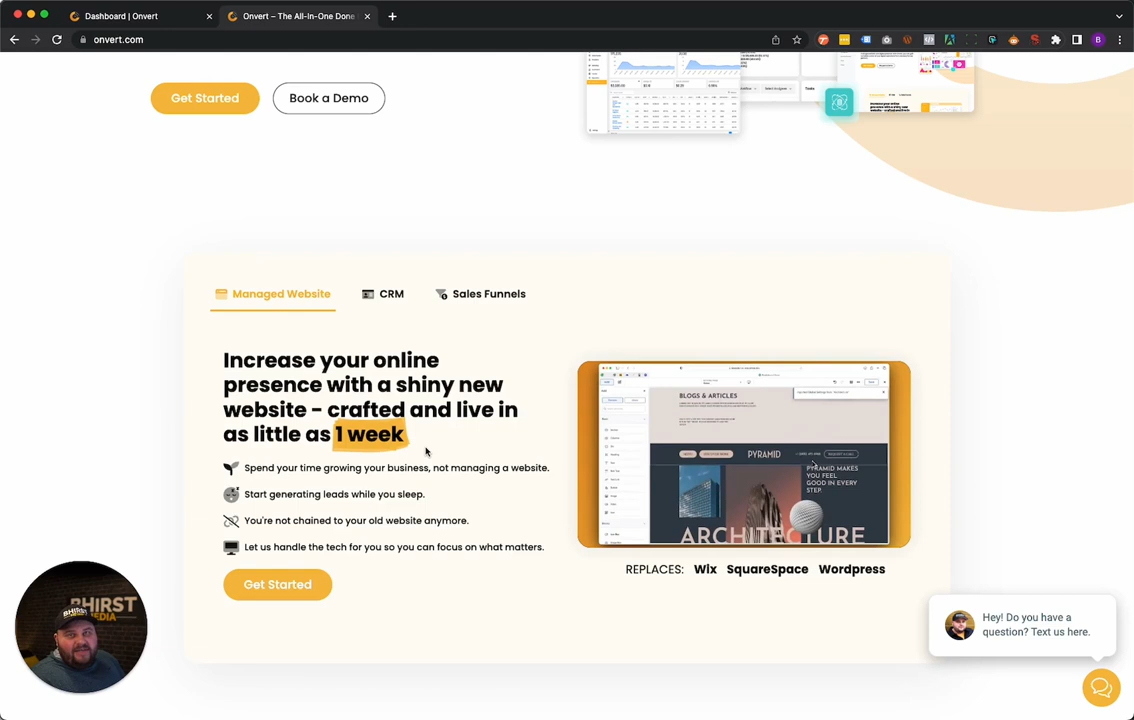 Dashboard | Onvert
Onvert – The All-In-One Done
onvert.com
Get Started
Book a Demo
Managed Website
CRM
Sales Funnels
Increase your online
presence with a shiny new
website – crafted and live in
as little as 1 week
Spend your time growing your business, not managing a website.
Start generating leads while you sleep.
You're not chained to your old website anymore.
Let us handle the tech for you so you can focus on what matters.
Get Started
BLOGS & ARTICLES
PYRAMID
PYRAMID MAKES
YOU FEEL
GOOD IN EVERY
STEP.
ARCHITECTURE
REPLACES: Wix SquareSpace Wordpress
BHIRST
MEDIA
Hey! Do you have a
question? Text us here.